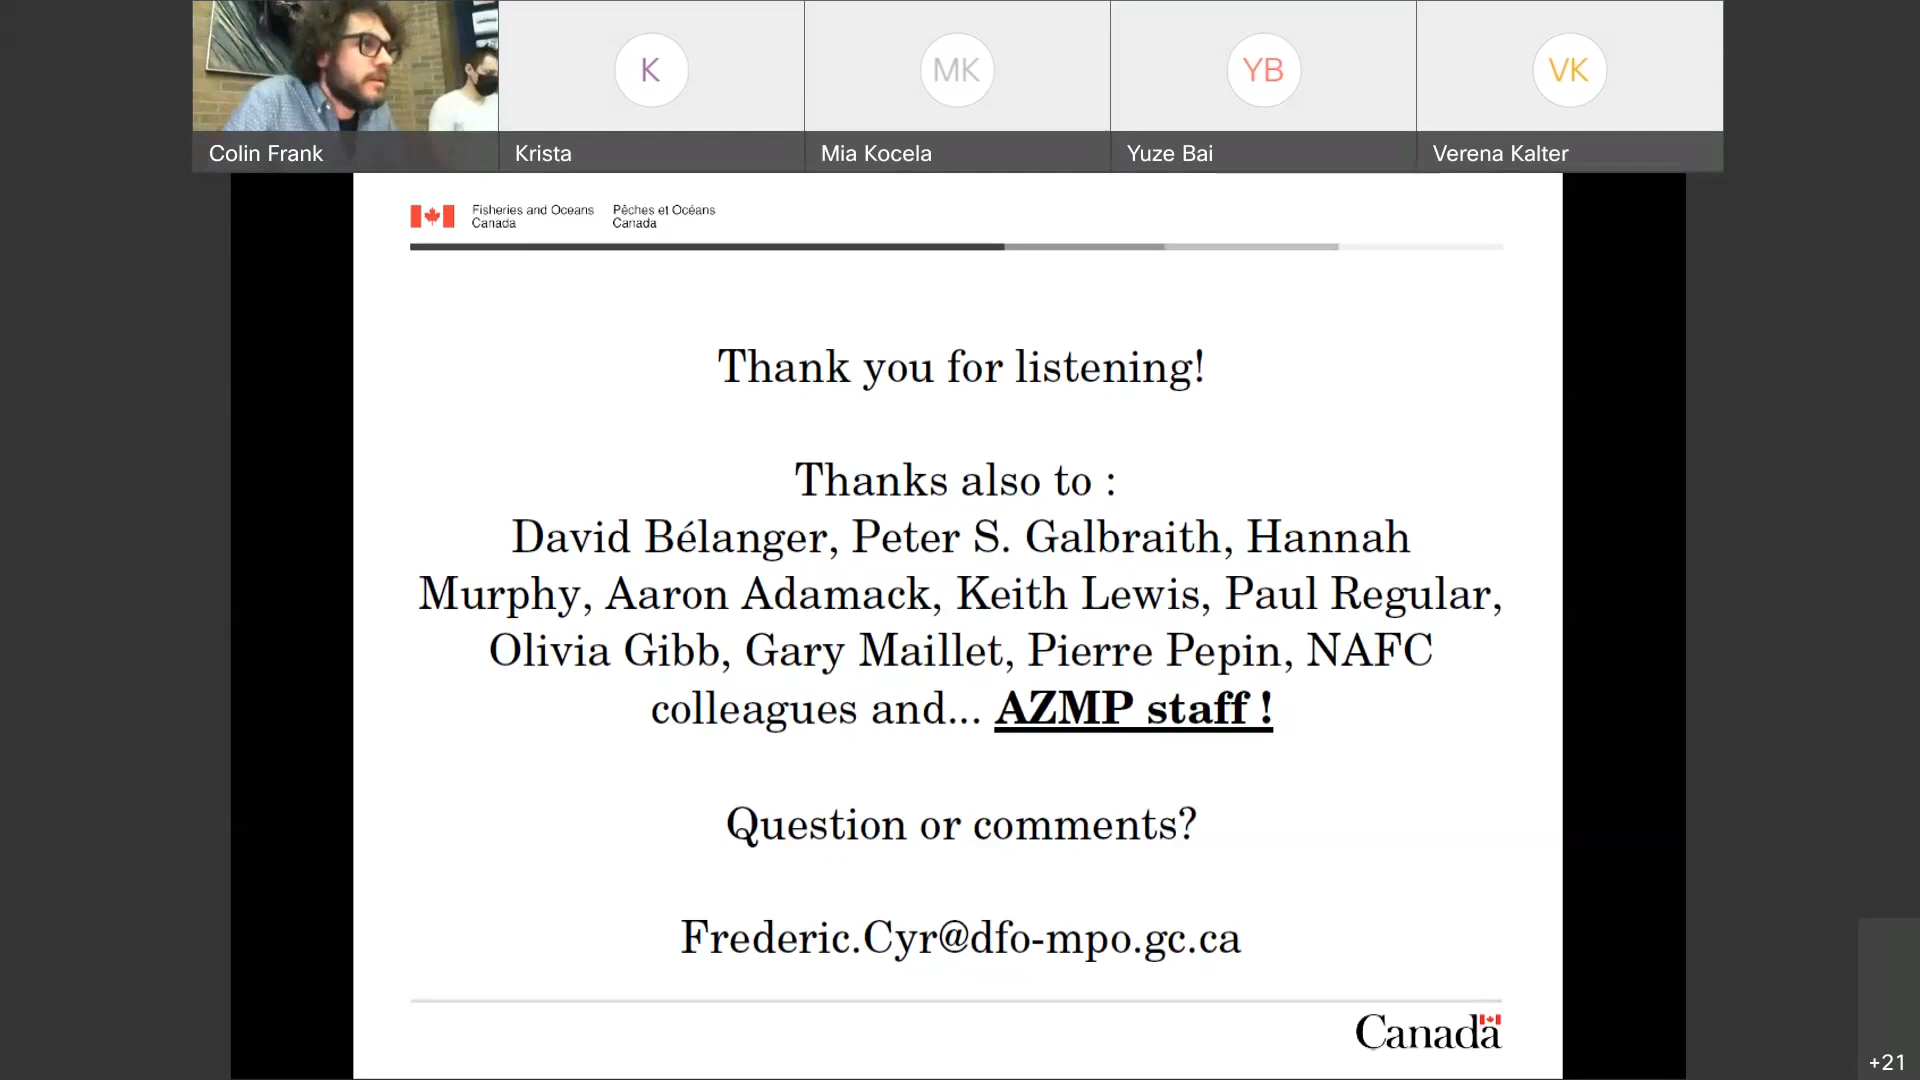 K
MK
YB
VK
Colin Frank
Krista
Mia Kocela
Yuze Bai
Verena Kalter
Fisheries and Oceans
Canada
Pêches et Océans
Canada
Thank you for listening!
Thanks also to :
David Bélanger, Peter S. Galbraith, Hannah
Murphy, Aaron Adamack, Keith Lewis, Paul Regular,
Olivia Gibb, Gary Maillet, Pierre Pepin, NAFC
colleagues and... AZMP staff !
Question or comments?
Frederic.Cyr@dfo-mpo.gc.ca
Canada
+21